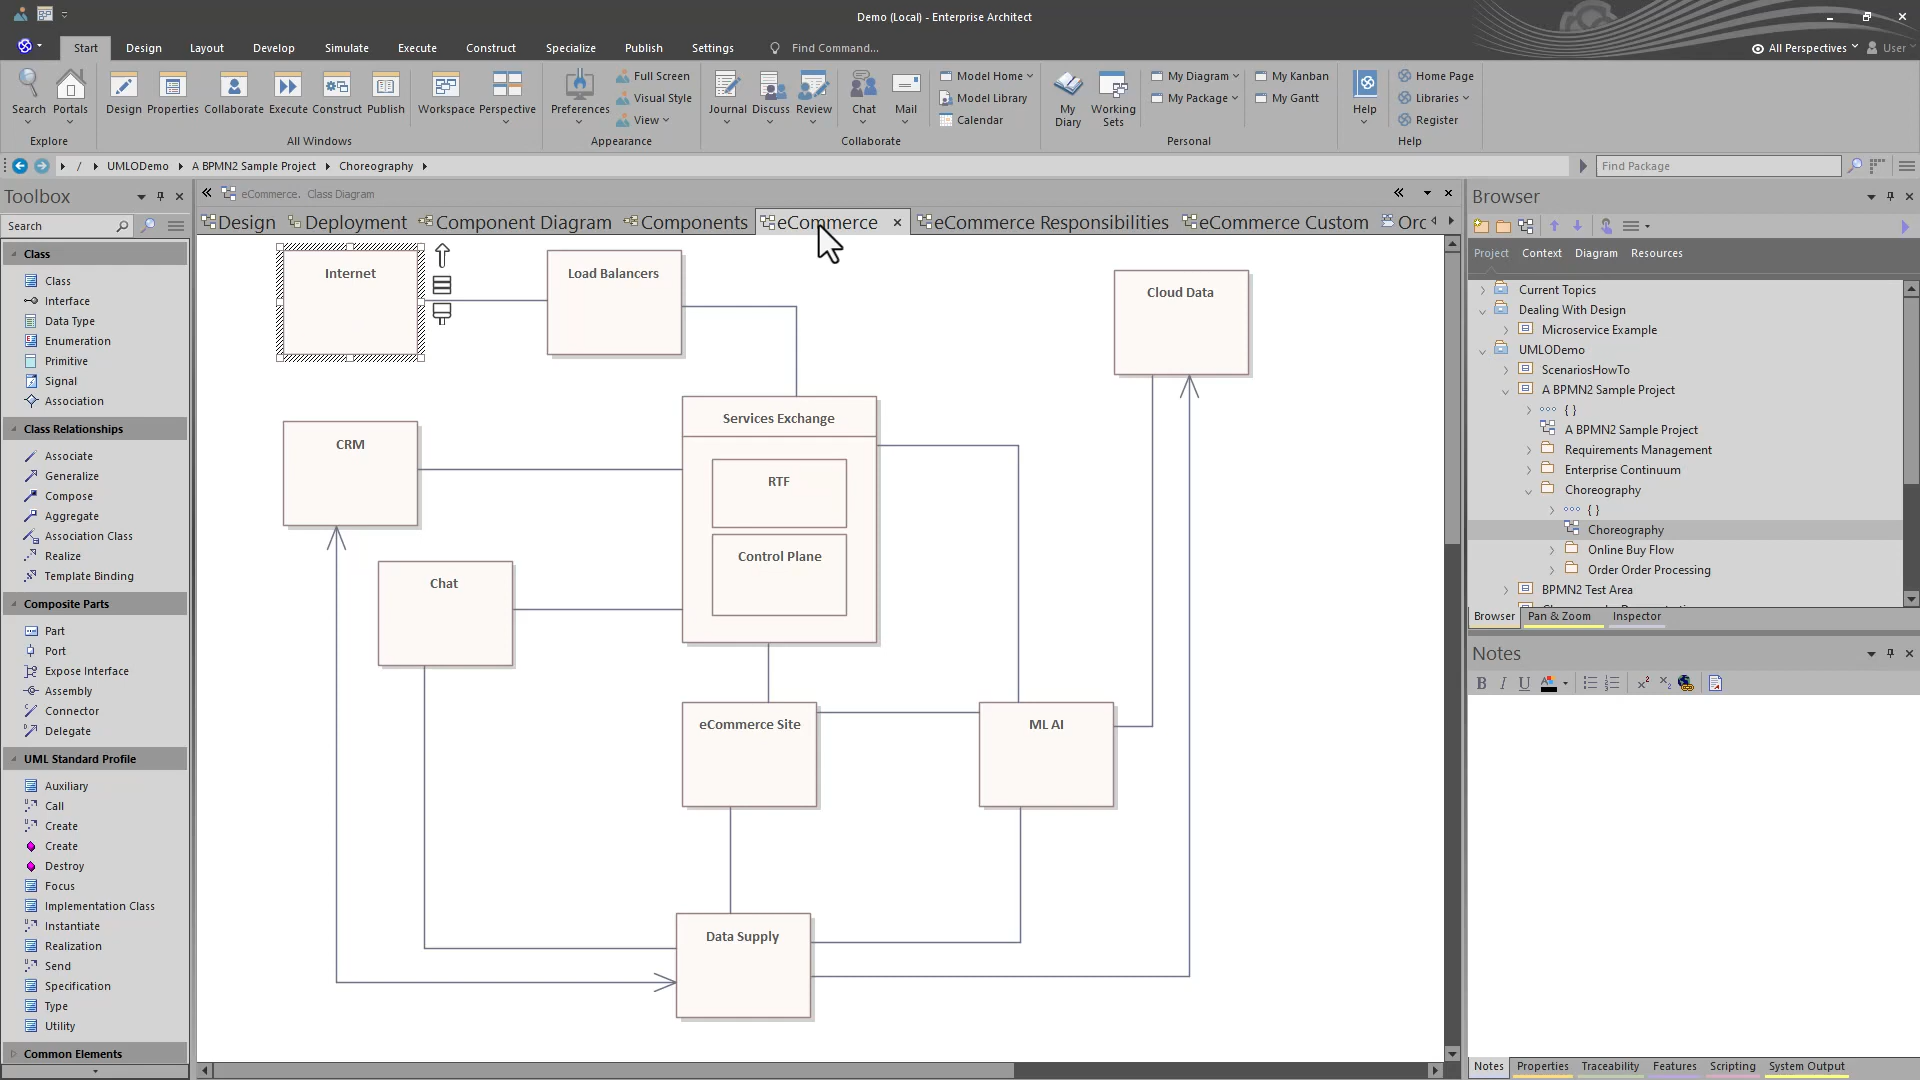 Demo (Local) - Enterprise Architect
Start
Design
Layout
Develop
Simulate
Execute
Construct
Specialize
Publish
Settings
Find Command...
All Perspectives
User
Search
Portals
Explore
Design
Properties
Collaborate
Execute
Construct
Publish
All Windows
Workspace
Perspective
Preferences
Full Screen
Visual Style
View
Appearance
Journal
Discuss
Review
Chat
Mail
Model Home
Model Library
Calendar
Collaborate
My Diary
Working Sets
My Diagram
My Package
My Kanban
My Gantt
Personal
Help
Home Page
Libraries
Register
Help
/ UMLODemo A BPMN2 Sample Project Choreography
Find Package
Toolbox
Search
Class
Class
Interface
Data Type
Enumeration
Primitive
Signal
Association
Class Relationships
Associate
Generalize
Compose
Aggregate
Association Class
Realize
Template Binding
Composite Parts
Part
Port
Expose Interface
Assembly
Connector
Delegate
UML Standard Profile
Auxiliary
Call
Create
Create
Destroy
Focus
Implementation Class
Instantiate
Realization
Send
Specification
Type
Utility
Common Elements
eCommerce. Class Diagram
Design
Deployment
Component Diagram
Components
eCommerce
eCommerce Responsibilities
eCommerce Custom
Orc
Internet
Load Balancers
Cloud Data
Services Exchange
CRM
RTF
Control Plane
Chat
eCommerce Site
ML AI
Data Supply
Browser
Project
Context
Diagram
Resources
Current Topics
Dealing With Design
Microservice Example
UMLODemo
ScenariosHowTo
A BPMN2 Sample Project
{ }
A BPMN2 Sample Project
Requirements Management
Enterprise Continuum
Choreography
{ }
Choreography
Online Buy Flow
Order Order Processing
BPMN2 Test Area
Browser
Pan & Zoom
Inspector
Notes
B I U A
Notes
Properties
Traceability
Features
Scripting
System Output